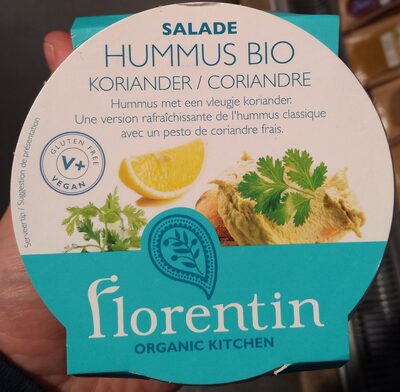 SALADE
HUMMUS BIO
KORIANDER / CORIANDRE
Hummus met een vleugje koriander.
Une version rafraîchissante de l'hummus classique
avec un pesto de coriandre frais.
GLUTEN FREE
V+
VEGAN
Serveertip / Suggestion de présentation
florentin
ORGANIC KITCHEN